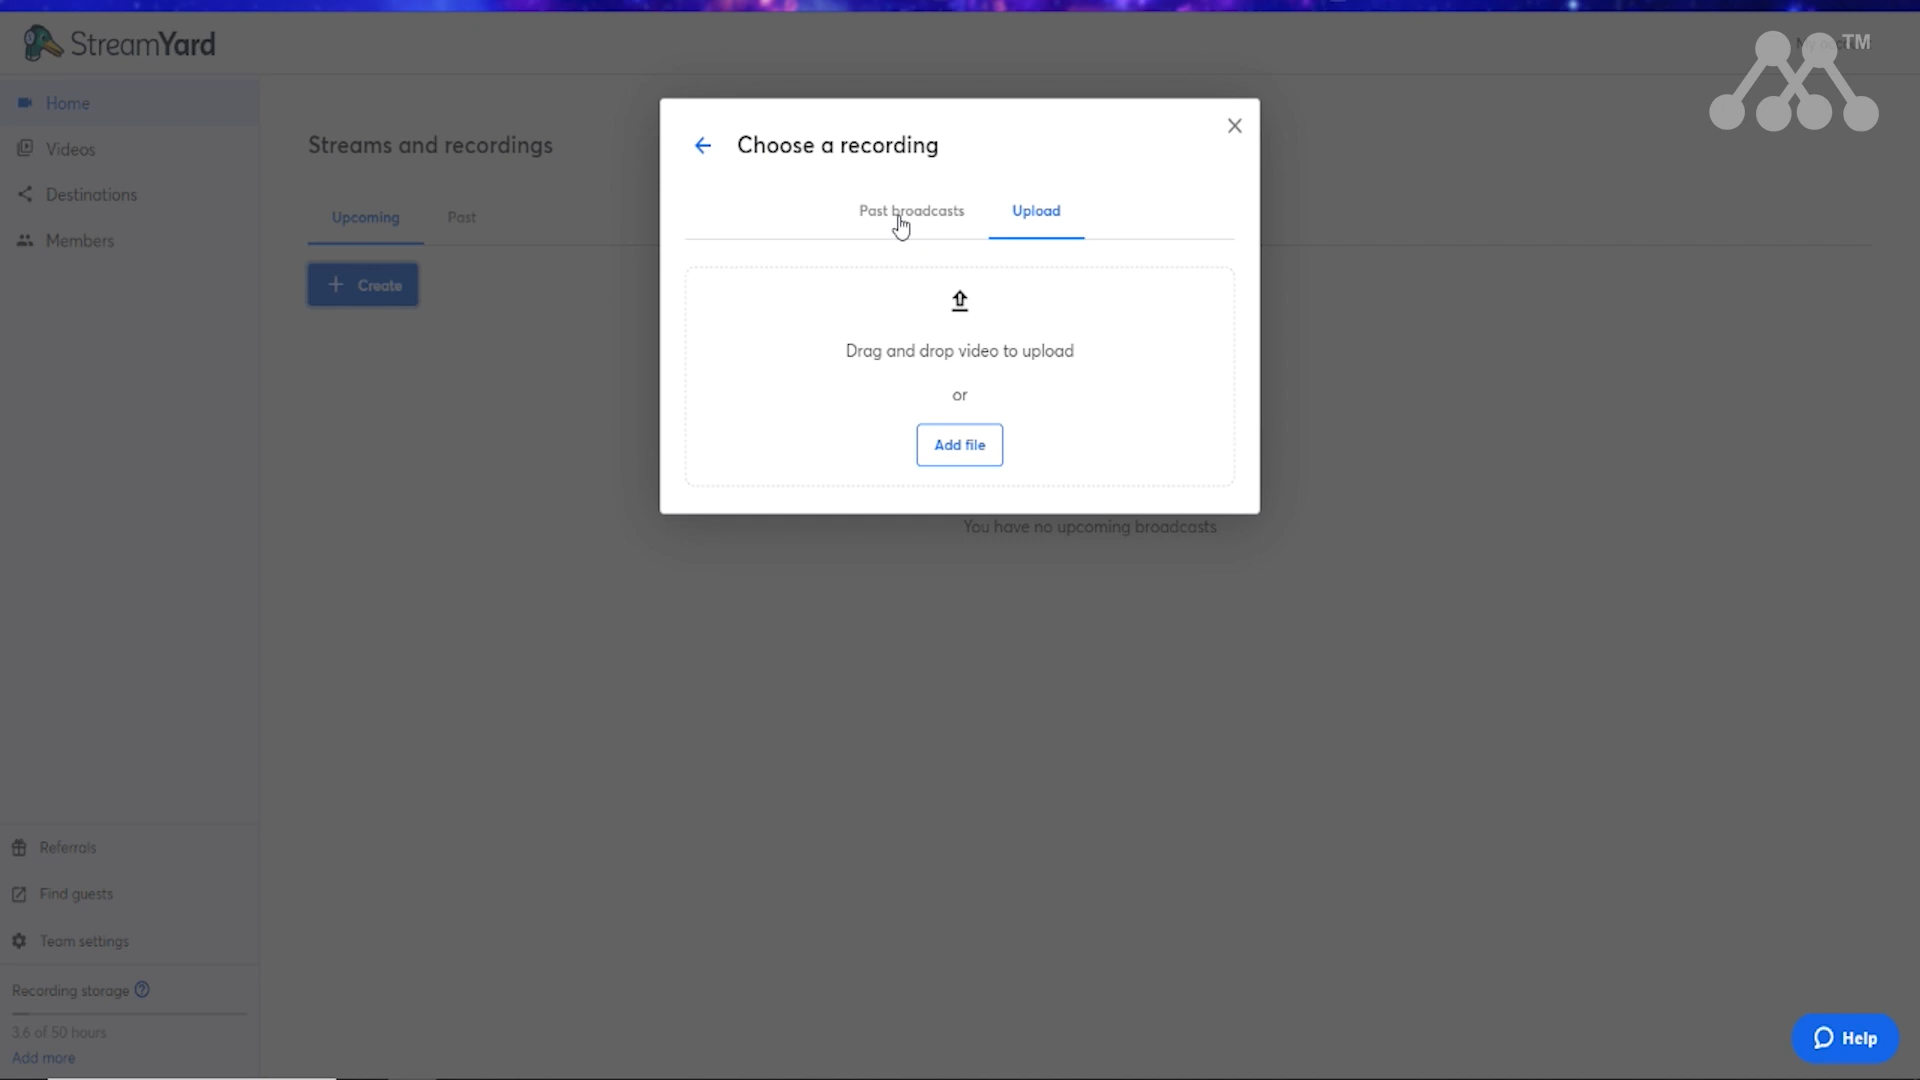 StreamYard
TM
Home
Videos
Destinations
Members
Streams and recordings
Upcoming
Past
Create
Choose a recording
Past broadcasts
Upload
Drag and drop video to upload
or
Add file
You have no upcoming broadcasts
Referrals
Find guests
Team settings
Recording storage
3.6 of 50 hours
Add more
Help